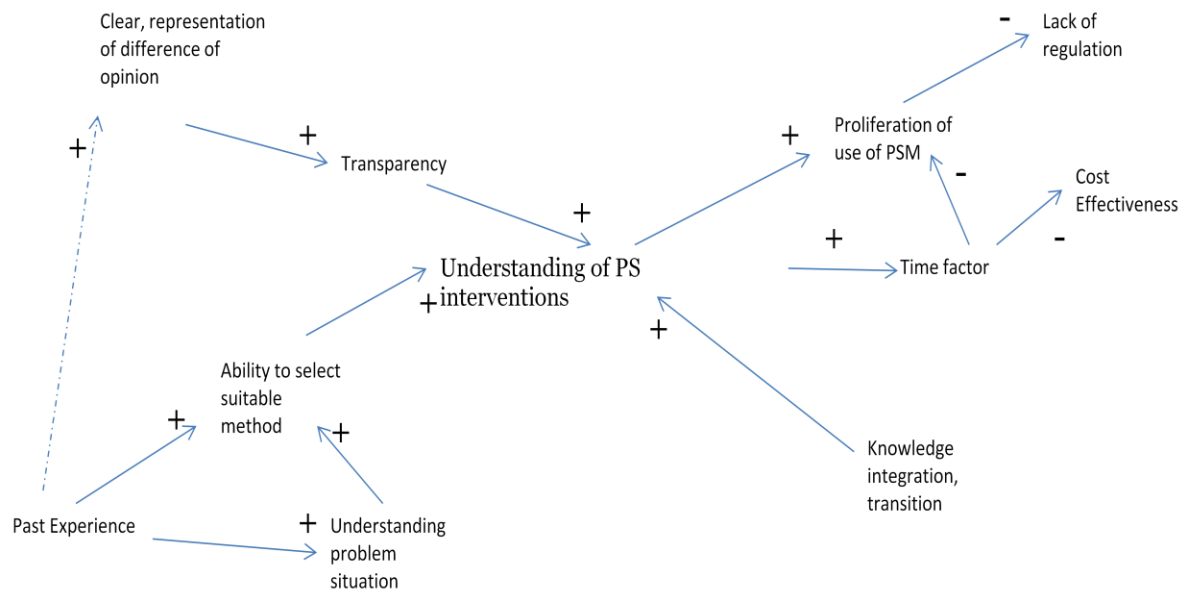 Clear, representation
of difference of
opinion
-
Lack of
regulation
+
+
Transparency
+
Proliferation of
use of PSM
-
Cost
Effectiveness
+
+
-
Understanding of PS
interventions
Time factor
+
+
Ability to select
suitable
method
+
+
Knowledge
integration,
transition
Past Experience
+
Understanding
problem
situation